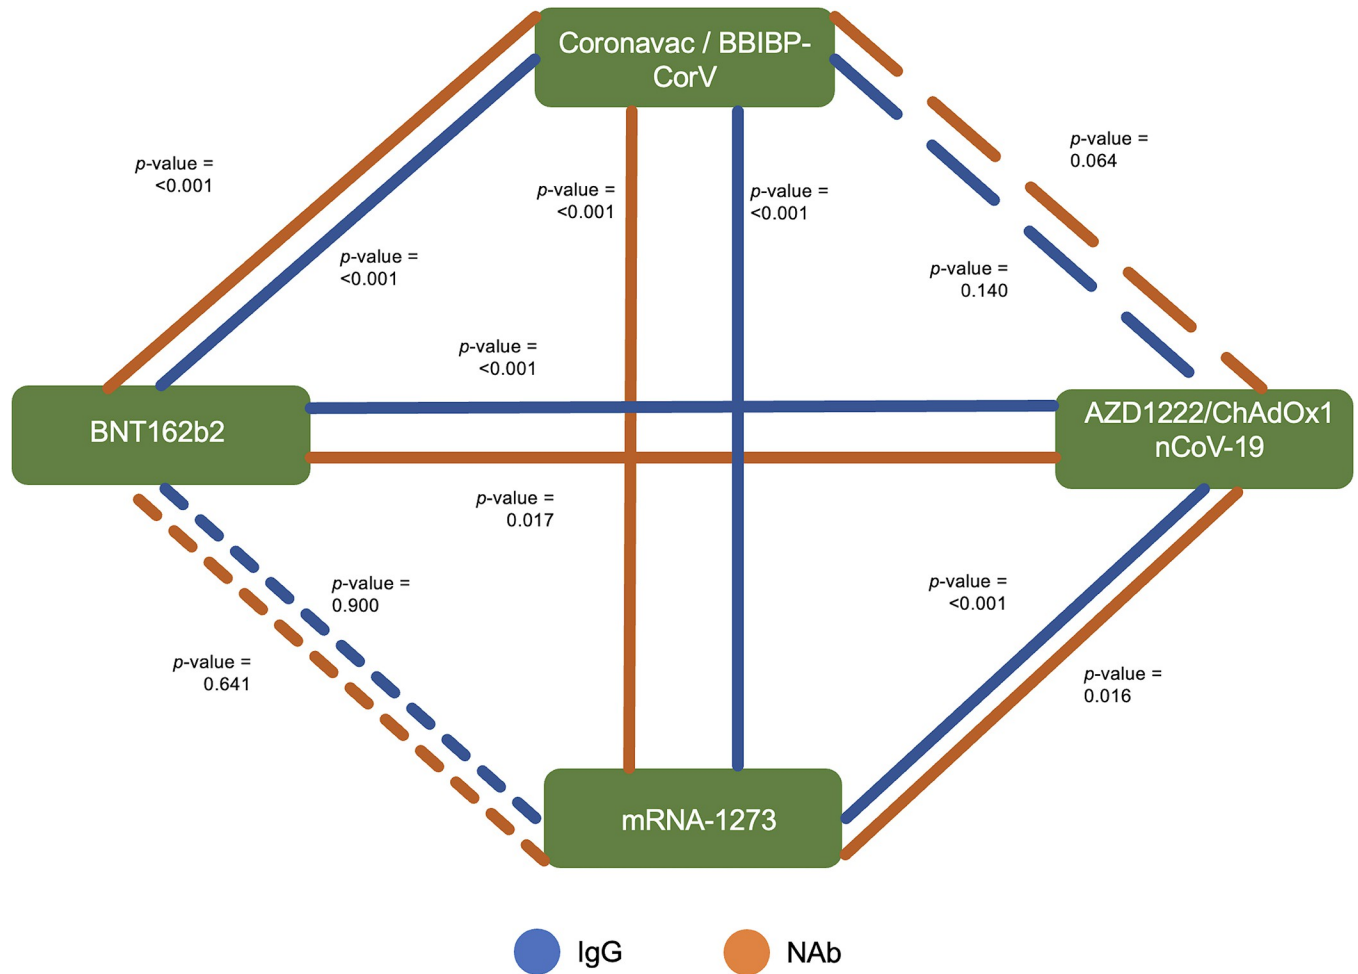 Coronavac / BBIBP-
CorV
p-value =
0.064
p-value =
<0.001
p-value =
<0.001
p-value =
<0.001
p-value =
<0.001
p-value =
0.140
p-value =
<0.001
BNT162b2
AZD1222/ChAdOx1
nCoV-19
p-value =
0.017
p-value =
0.900
p-value =
<0.001
p-value =
0.641
p-value =
0.016
mRNA-1273
IgG
NAb